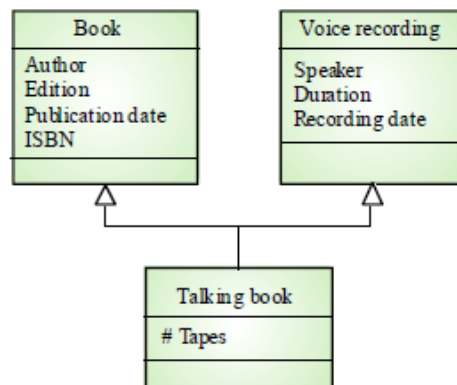 Book
Author
Edition
Publication date
ISBN
Voice recording
Speaker
Duration
Recording date
Talking book
# Tapes